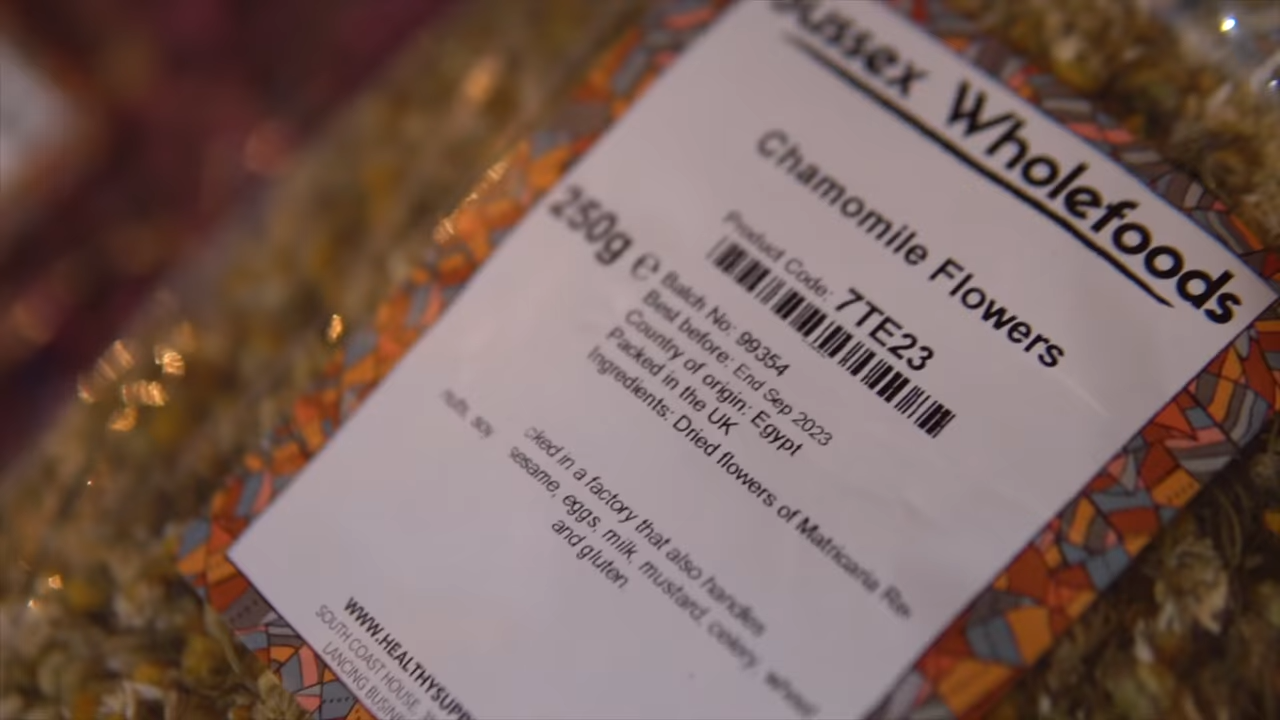 Sussex Wholefoods
Chamomile Flowers
Product Code: 7TE23
250g e
Batch No: 99354
Best before: End Sep 2023
Country of origin: Egypt
Packed in the UK
Ingredients: Dried flowers of Matricaria Re-
cked in a factory that also handles
nuts, soy sesame, eggs, milk, mustard, celery, wheat
and gluten.
WWW.HEALTHYSUPP
SOUTH COAST HOUSE,
LANCING BUSIN